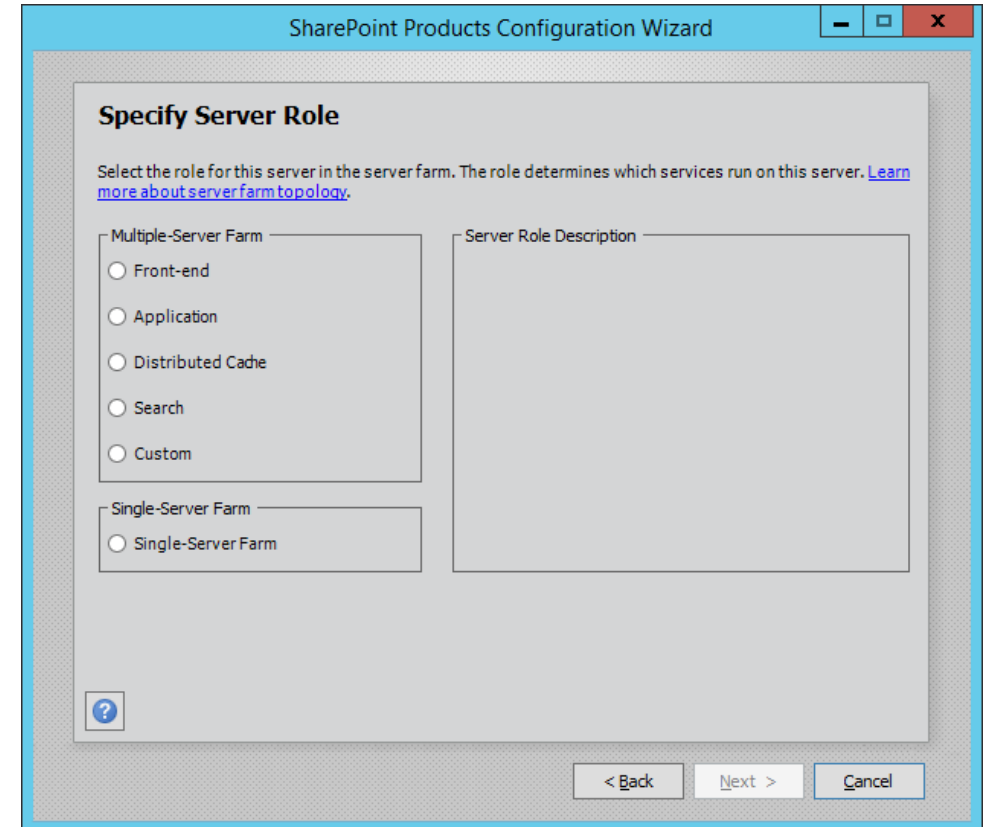 SharePoint Products Configuration Wizard
Specify Server Role
Select the role for this server in the server farm. The role determines which services run on this server. Learn
more about server farm topology.
Multiple-Server Farm
Front-end
Application
Distributed Cache
Search
Custom
Single-Server Farm
Single-Server Farm
Server Role Description
?
< Back
Next >
Cancel